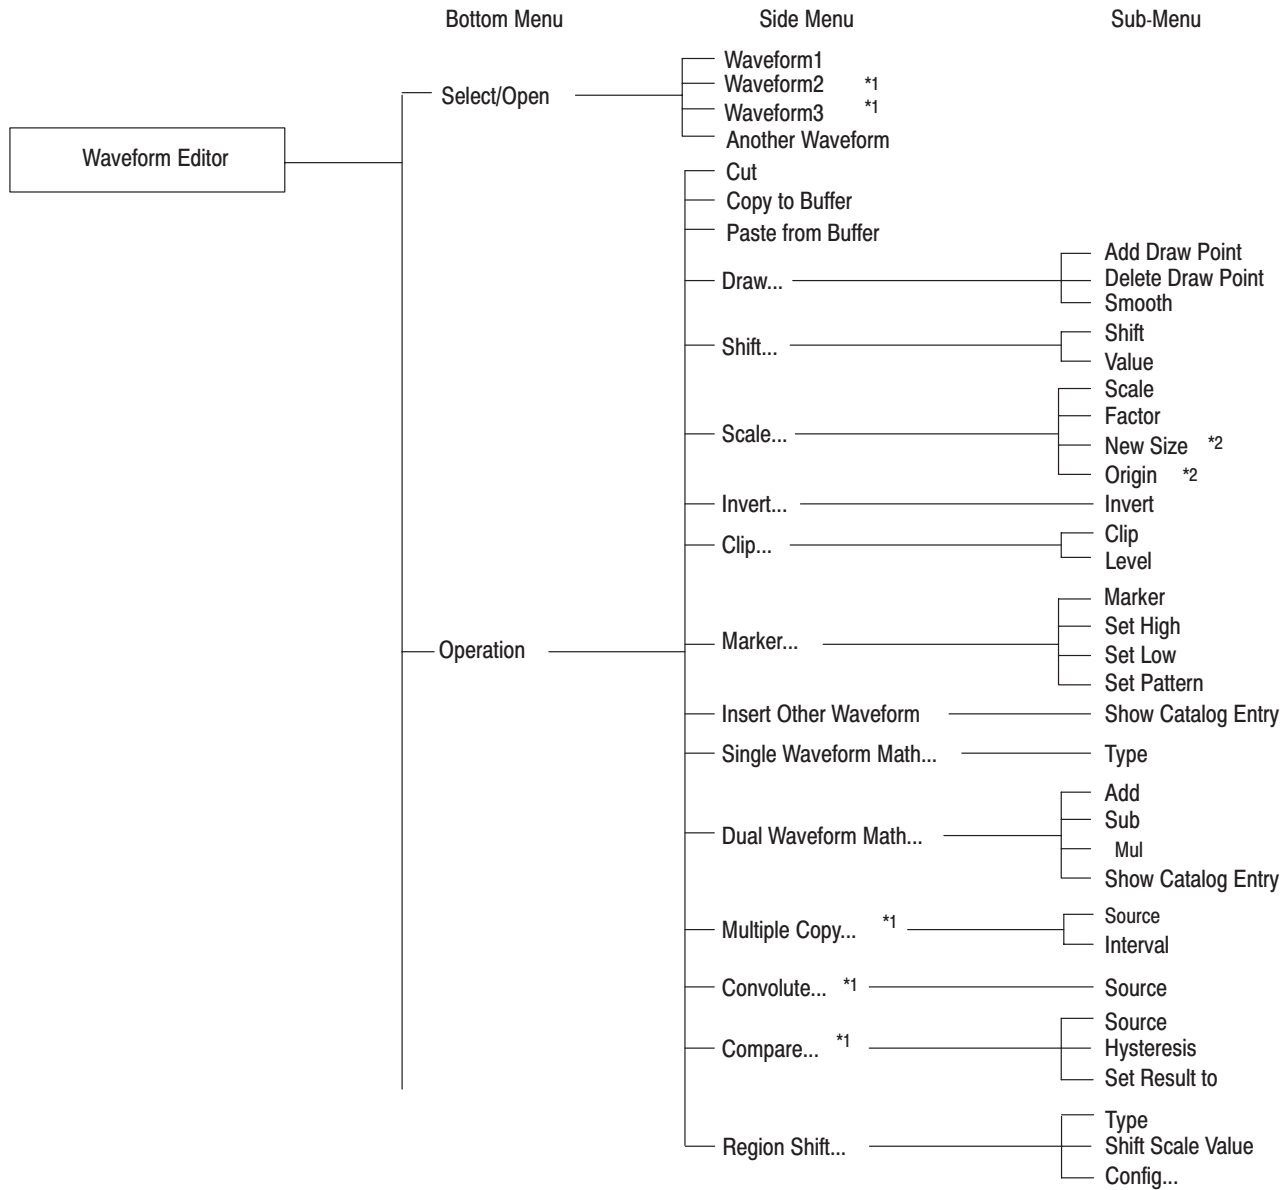 Bottom Menu Side Menu Sub-Menu
Waveform Editor
Select/Open
Waveform1
Waveform2 *1
Waveform3 *1
Another Waveform
Operation
Cut
Copy to Buffer
Paste from Buffer
Draw...
Add Draw Point
Delete Draw Point
Smooth
Shift...
Shift
Value
Scale...
Scale
Factor
New Size *2
Origin *2
Invert...
Invert
Clip...
Clip
Level
Marker...
Marker
Set High
Set Low
Set Pattern
Insert Other Waveform
Show Catalog Entry
Single Waveform Math...
Type
Dual Waveform Math...
Add
Sub
Mul
Show Catalog Entry
Multiple Copy... *1
Source
Interval
Convolute... *1
Source
Compare... *1
Source
Hysteresis
Set Result to
Region Shift...
Type
Shift Scale Value
Config...